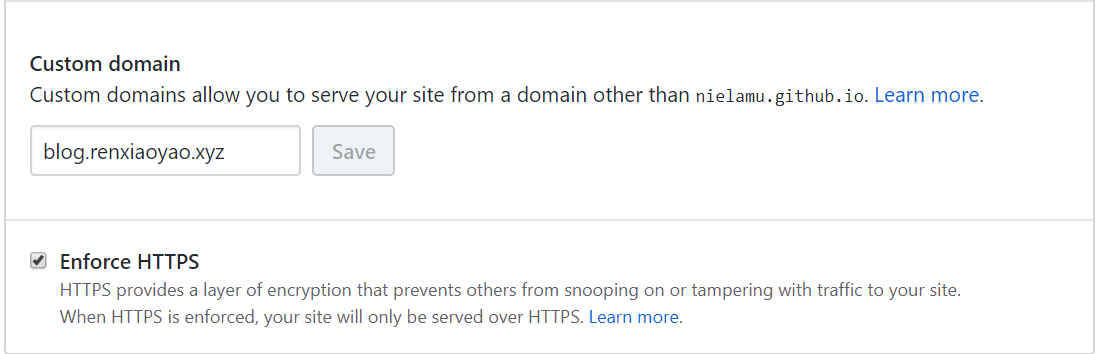 Custom domain
Custom domains allow you to serve your site from a domain other than nielamu.github.io. Learn more.
blog.renxiaoyao.xyz Save
Enforce HTTPS
HTTPS provides a layer of encryption that prevents others from snooping on or tampering with traffic to your site.
When HTTPS is enforced, your site will only be served over HTTPS. Learn more.